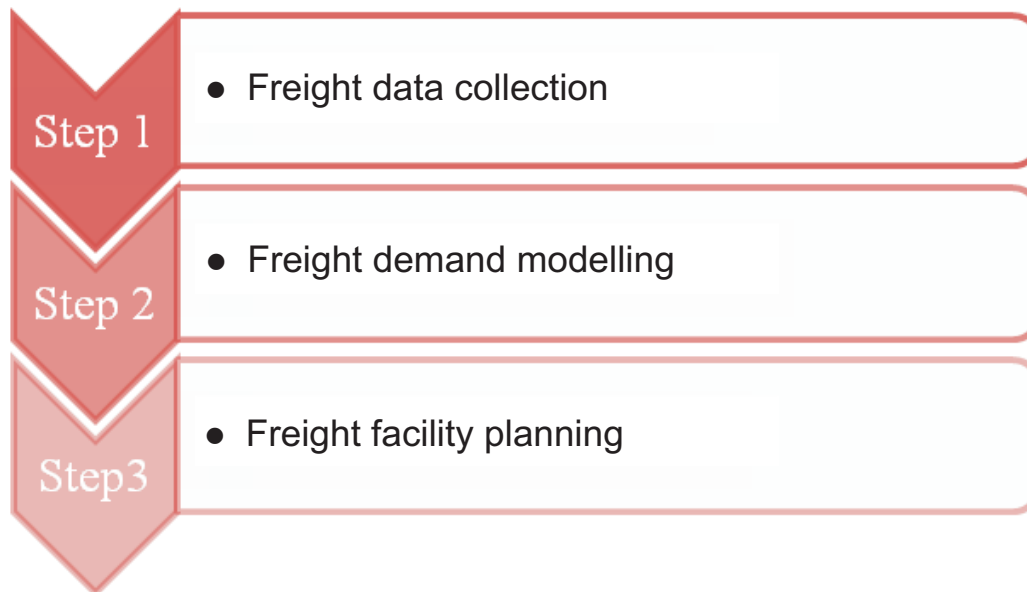 Step 1
● Freight data collection
Step 2
● Freight demand modelling
Step3
● Freight facility planning